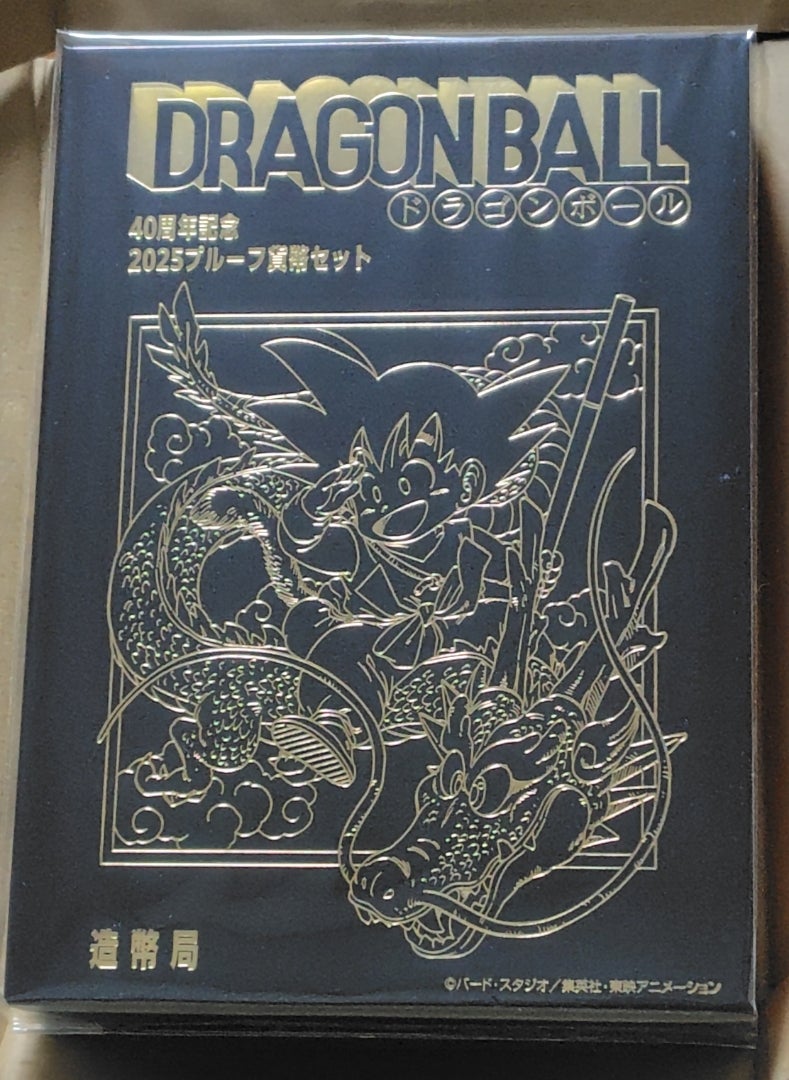 DRAGON BALL
ドラゴンボール
40周年記念
2025プルーフ貨幣セット
造幣局
©バード・スタジオ/集英社・東映アニメーション